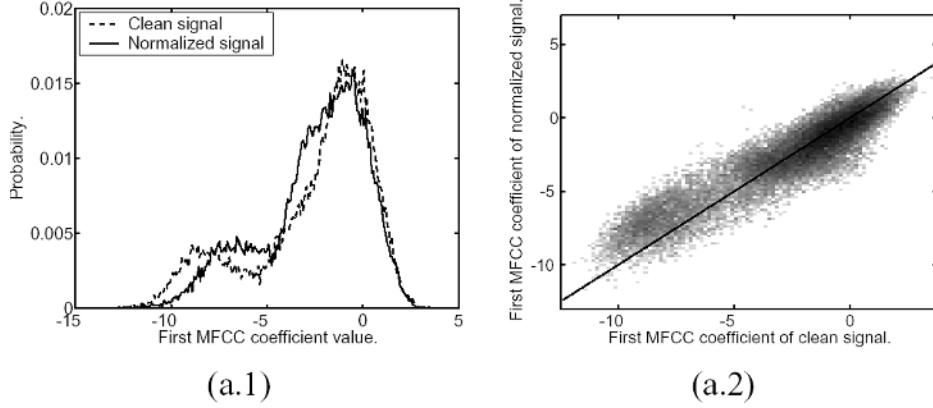 0.02
0.015
0.01
0.005
0
Probability.
Clean signal
Normalized signal
-15
-10
-5
0
5
First MFCC coefficient value.
(a.1)
First MFCC coefficient of normalized signal.
5
0
-5
-10
-10
-5
0
First MFCC coefficient of clean signal.
(a.2)